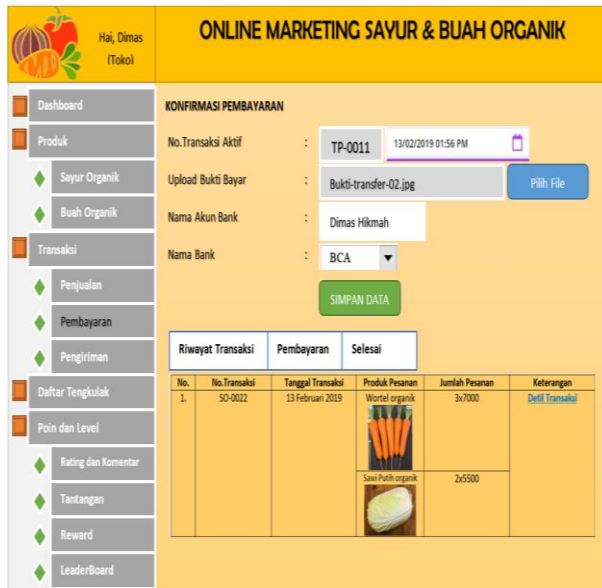 Hai, Dimas
(Toko)
ONLINE MARKETING SAYUR & BUAH ORGANIK
Dashboard
Produk
Sayur Organik
Buah Organik
Transaksi
Penjualan
Pembayaran
Pengiriman
Daftar Tengkulak
Poin dan Level
Rating dan Komentar
Tantangan
Reward
LeaderBoard
KONFIRMASI PEMBAYARAN
No.Transaksi Aktif : TP-0011 13/02/2019 01:56 PM
Upload Bukti Bayar : Bukti-transfer-02.jpg Pilih File
Nama Akun Bank : Dimas Hikmah
Nama Bank : BCA
SIMPAN DATA
Riwayat Transaksi Pembayaran Selesai
No. No.Transaksi Tanggal Transaksi Produk Pesanan Jumlah Pesanan Keterangan
1. SO-0022 13 Februari 2019 Wortel organik 3x7000 Detil Transaksi
Sawi Putih organik 2x5500